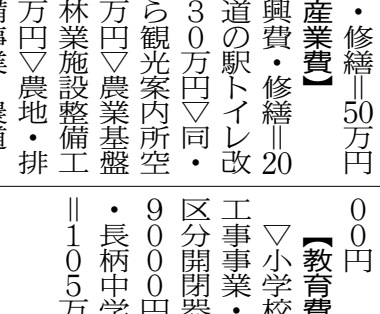 ・修繕＝50万円
産業費】
興費・修繕＝20
道の駅トイレ改
３０万円▽同・
ら観光案内所空
万円▽農業基盤
林業施設整備工
万円▽農地・排
００円
【教育費
▽小学校
工事事業・
区分開閉器
９０００円
・長柄中学
＝１０５万